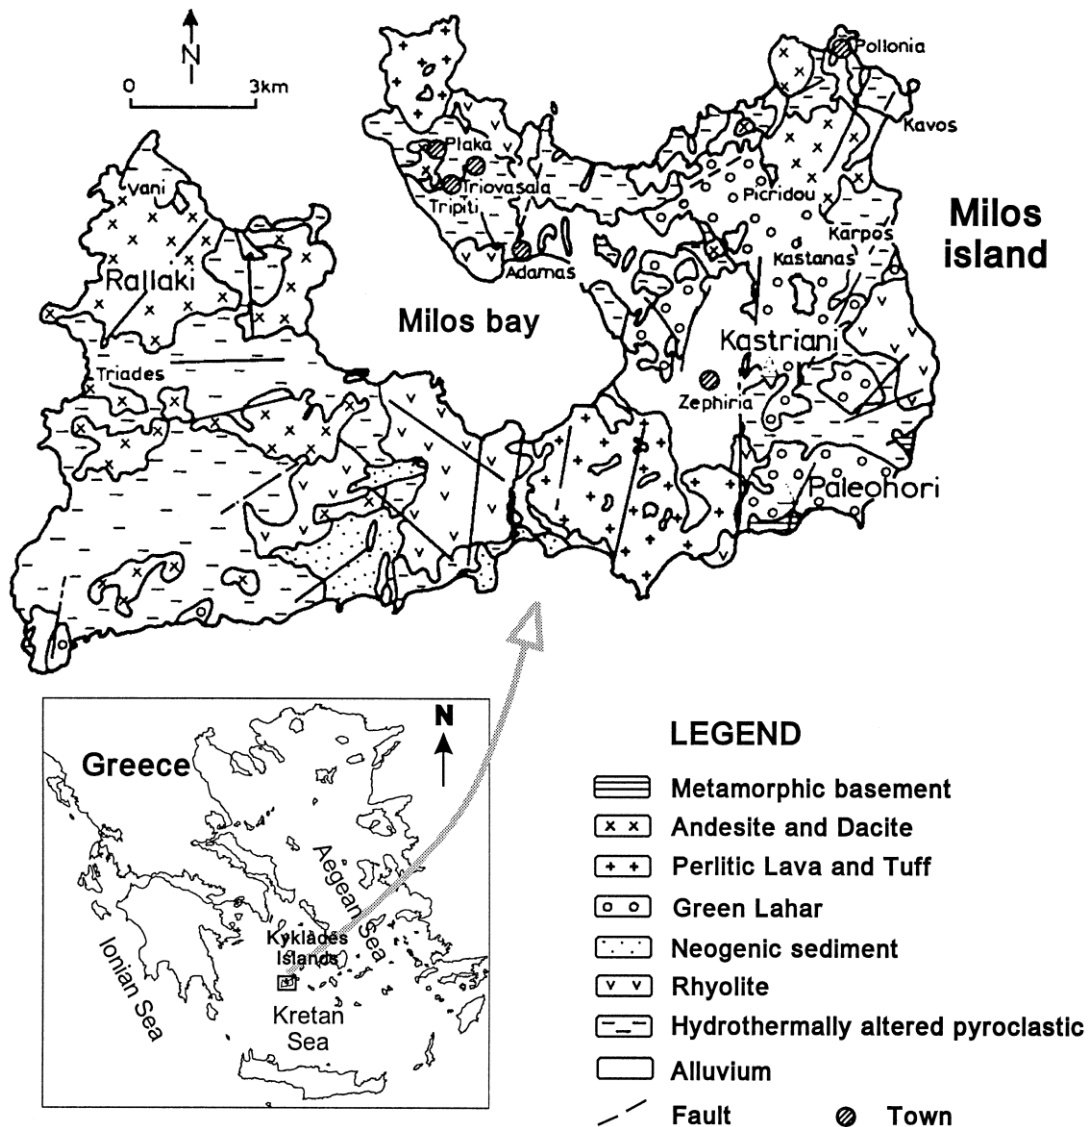 N
0 3km
Pollonia
Kavos
Plaka
Triovasala
Tripiti
Vani
Picridou
Milos
island
Karpos
Adamas
Kastanas
Rallaki
Milos bay
Kastriani
Triades
Zephiria
Paleohori
N
Greece
Aegean Sea
Ionian Sea
Kyklades
Islands
Kretan
Sea
LEGEND
Metamorphic basement
Andesite and Dacite
Perlitic Lava and Tuff
Green Lahar
Neogenic sediment
Rhyolite
Hydrothermally altered pyroclastic
Alluvium
Fault
Town